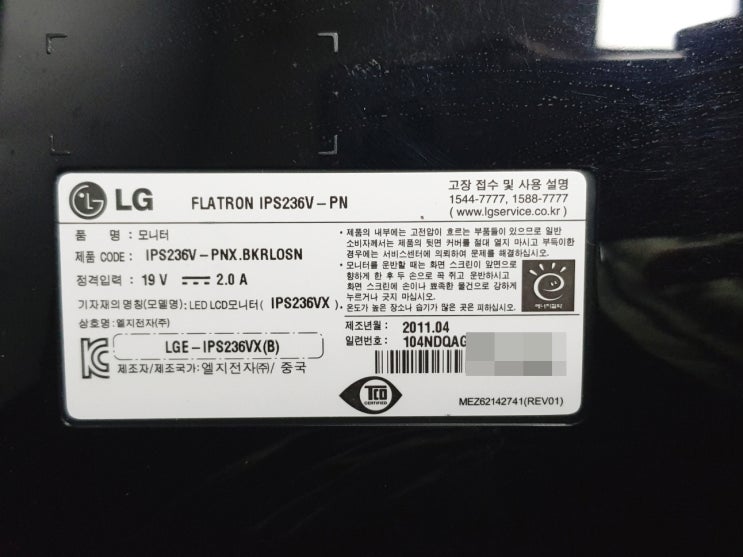 LG
FLATRON IPS236V-PN
고장 접수 및 사용 설명
1544-7777, 1588-7777
( www.lgservice.co.kr )
품 명 : 모니터
제품 CODE: IPS236V-PNX.BKRLOSN
정격입력 : 19 V 2.0 A
기자재의 명칭(모델명): LED LCD모니터( IPS236VX ).
상호명: 엘지전자(주)
LGE-IPS236VX(B)
제조자/제조국가: 엘지전자(주)/ 중국
• 제품의 내부에는 고전압이 흐르는 부품들이 있으므로 일반
소비자께서는 제품의 뒷면 커버를 절대 열지 마시고 부득이한
경우에는 서비스센터에 의뢰하여 문제를 해결하십시오.
• 모니터를 운반할 때는 화면 스크린이 앞면으로
향하게 한 후 두 손으로 꽉 쥐고 운반하시고
화면 스크린에 손이나 뾰족한 물건으로 강하게
누르거나 긋지 마십시오.
온도가 높은 장소나 습기가 많은 곳은 피하십시오.
에너지절약
제조년월 : 2011.04
일련번호: 104NDQAG
TCO
CERTIFIED
MEZ62142741(REV01)